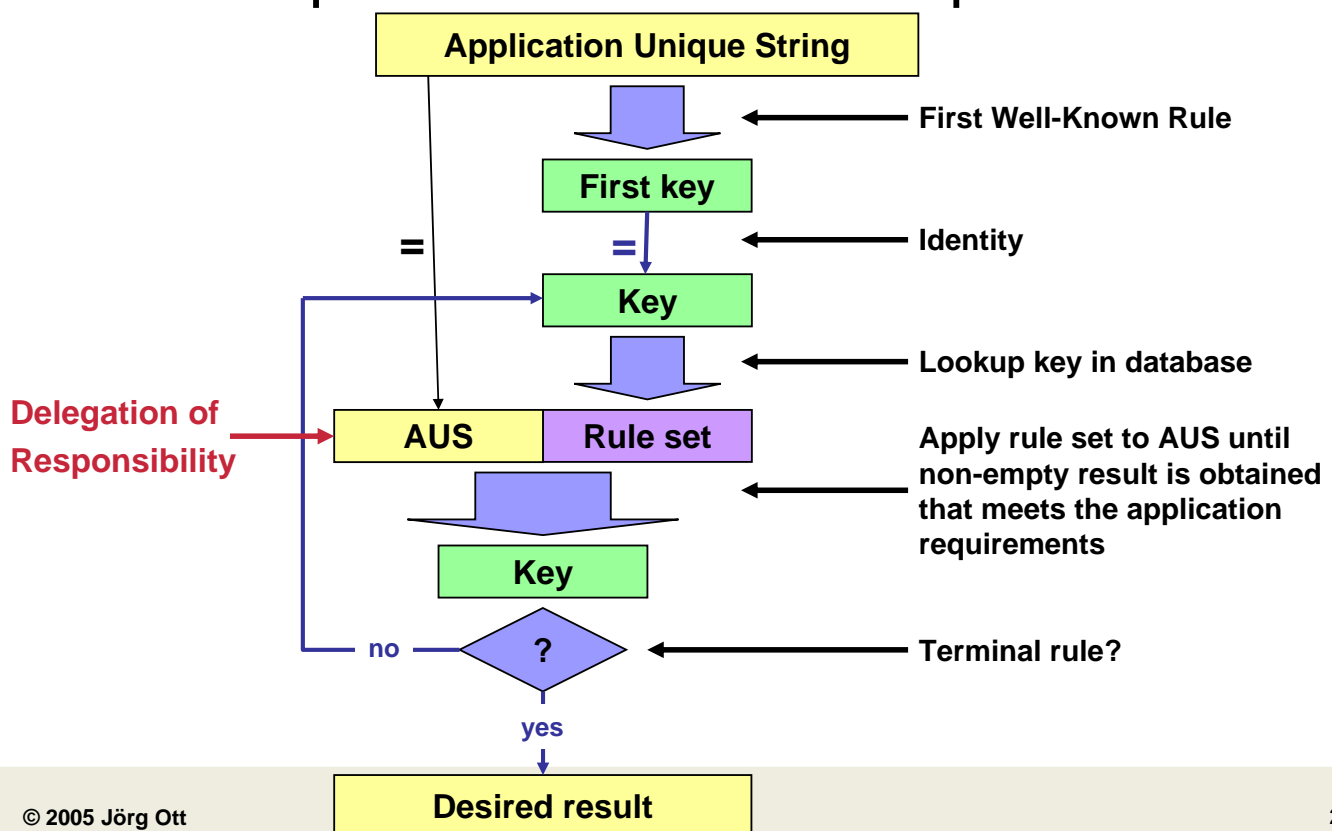 Application Unique String
First Well-Known Rule
First key
=
=
Identity
Key
Lookup key in database
Delegation of
Responsibility
AUS
Rule set
Apply rule set to AUS until
non-empty result is obtained
that meets the application
requirements
Key
no
?
Terminal rule?
yes
Desired result
© 2005 Jörg Ott